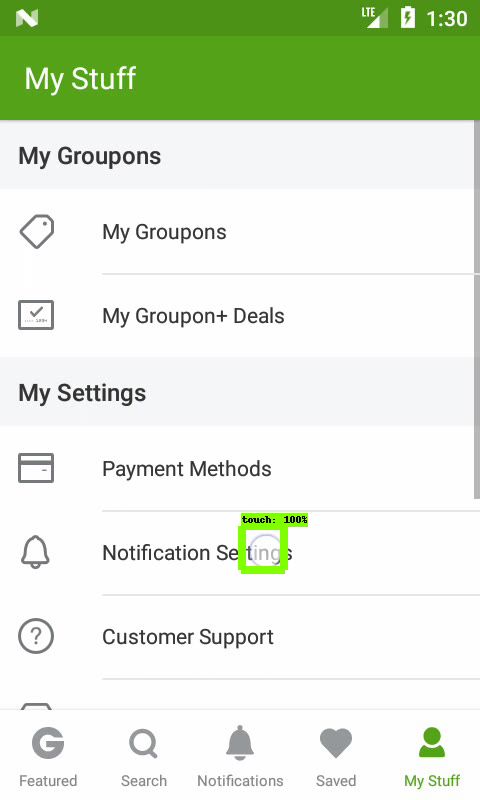 LTE 1:30
My Stuff
My Groupons
My Groupons
My Groupon+ Deals
My Settings
Payment Methods
touch: 100%
Notification Settings
Customer Support
Featured Search Notifications Saved My Stuff